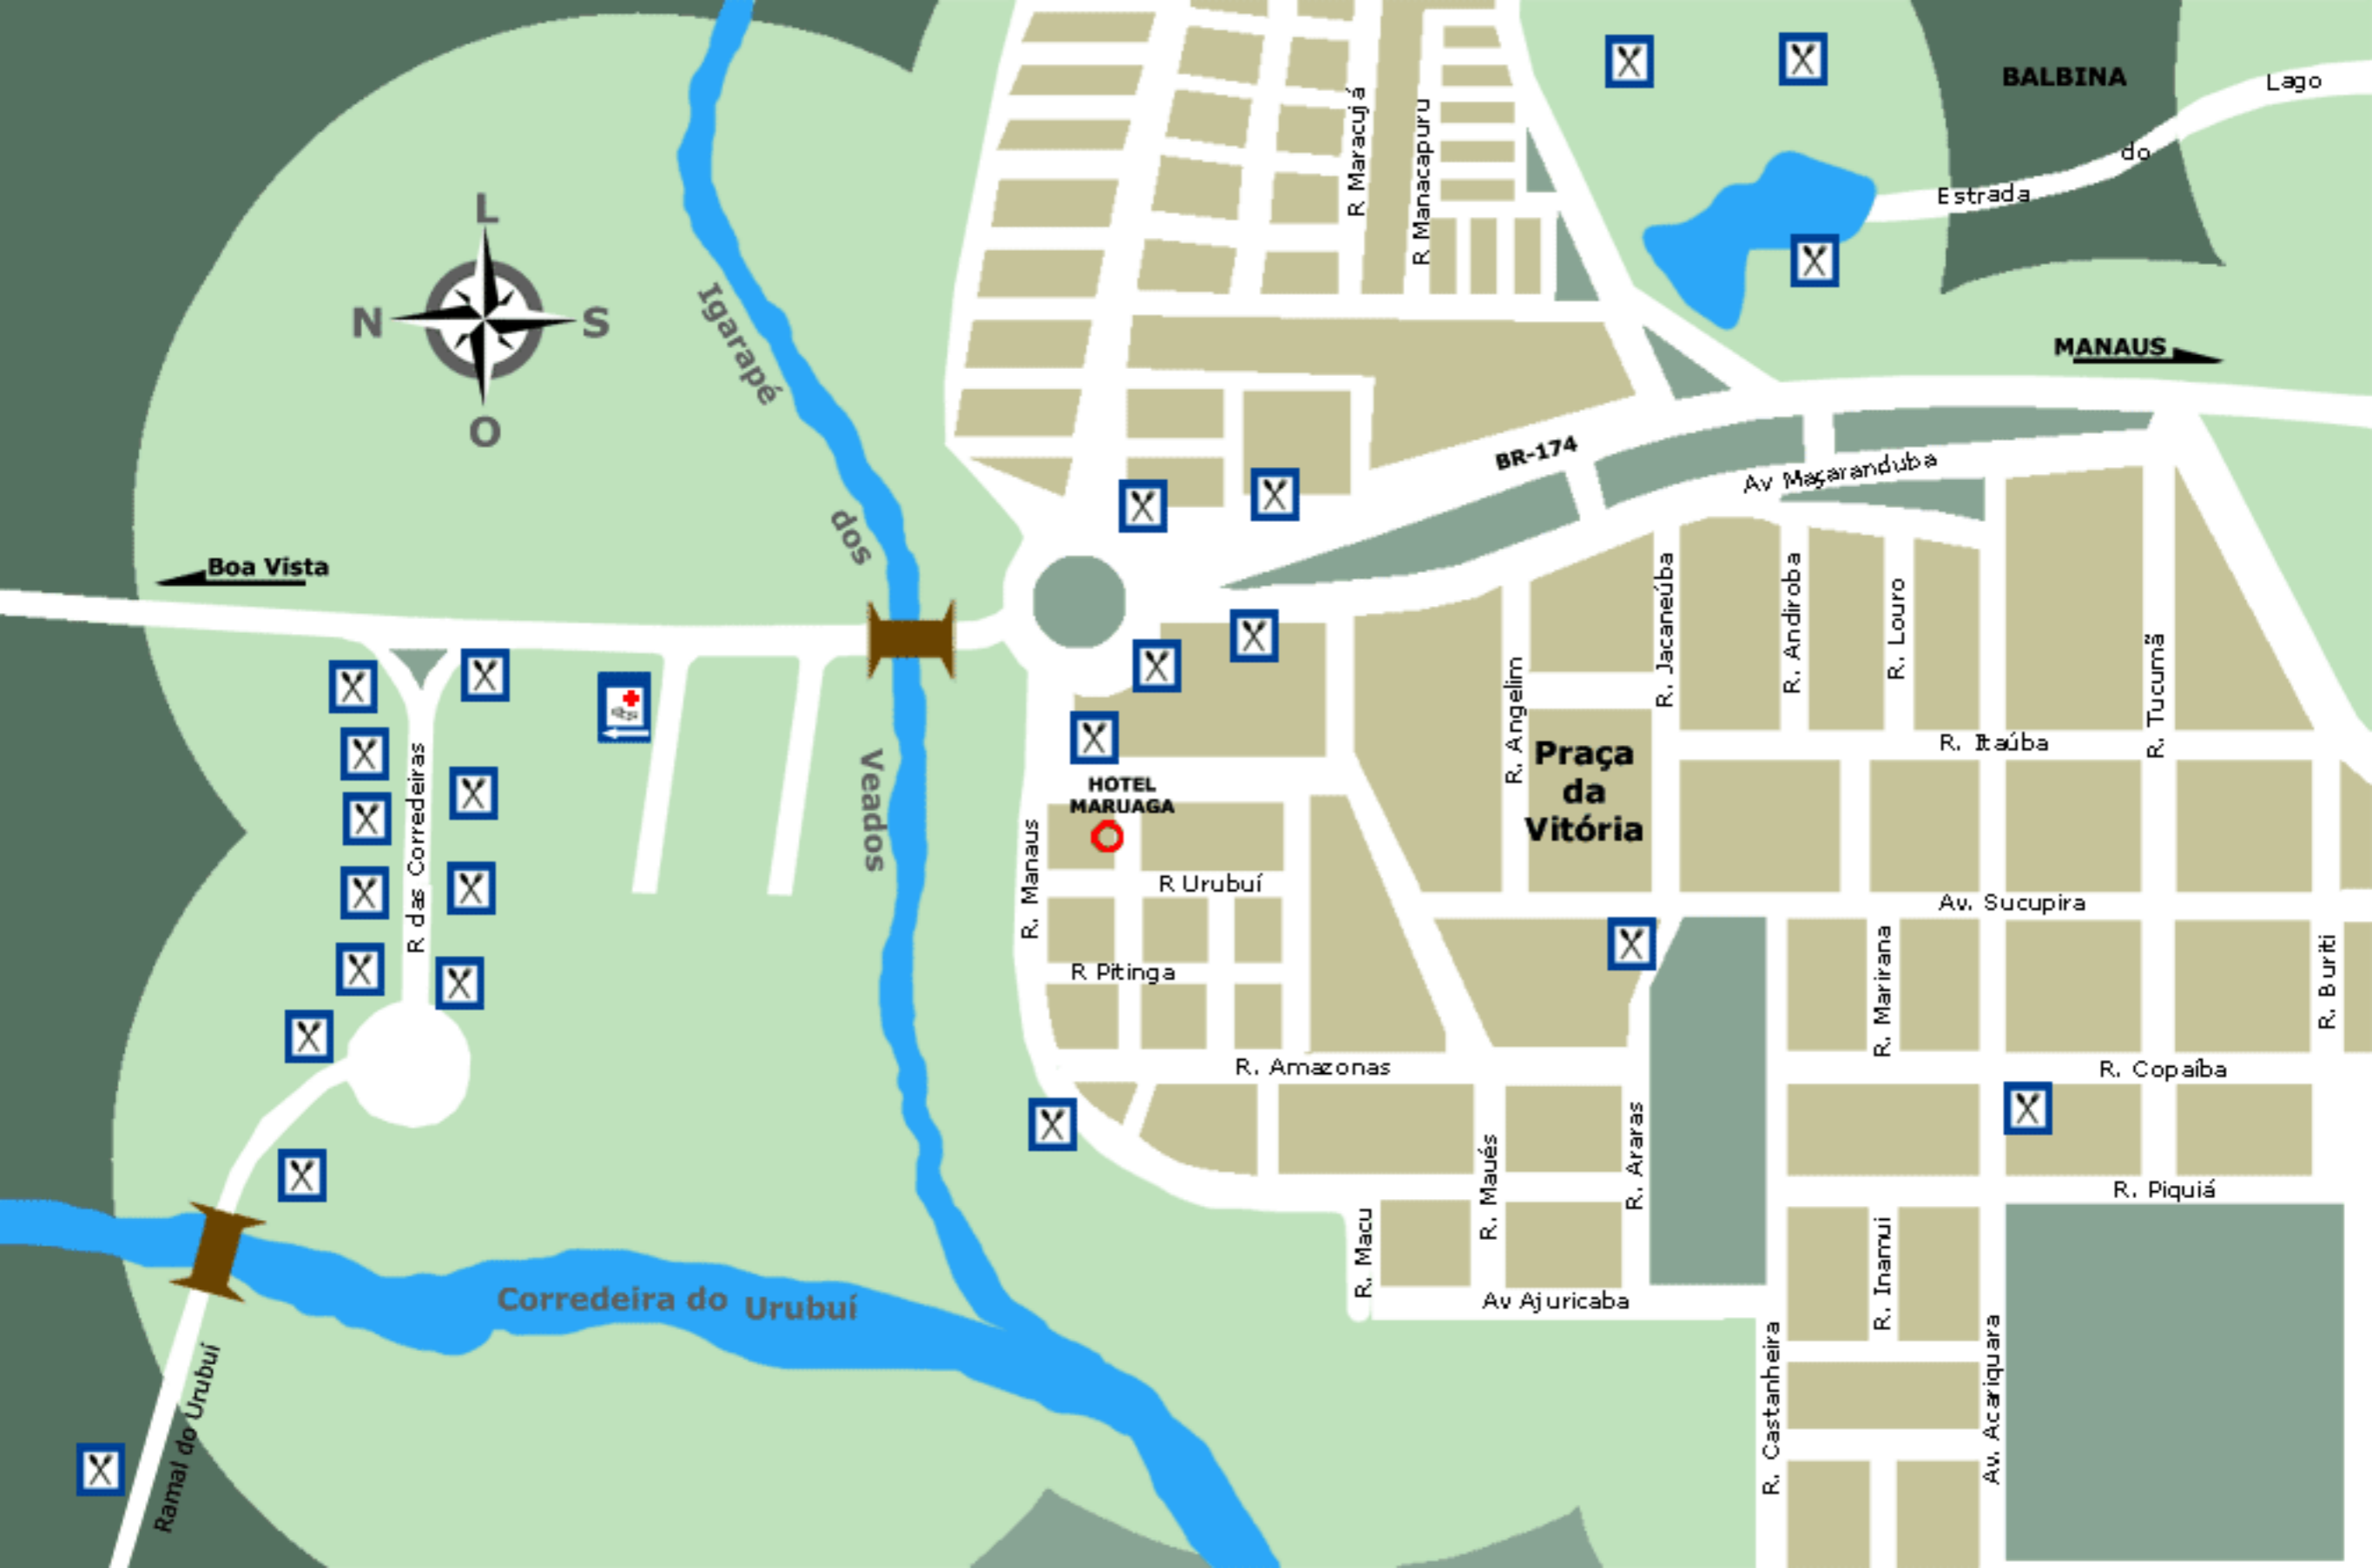 BALBINA
Lago
do
Estrada
R. Maracujá
R. Manacapuru
L
N
S
O
Igarapé
dos
Veados
MANAUS
BR-174
Av Maçaranduba
Boa Vista
R. Jacaneúba
R. Andiroba
R. Louro
R. Tucumã
R. Angelim
R. Itaúba
Praça
da
Vitória
HOTEL
MARUAGA
R. Manaus
R das Corredeiras
R Urubuí
Av. Sucupira
R Pitinga
R. Marirana
R. Buriti
R. Amazonas
R. Copaíba
R. Maués
R. Araras
R. Piquiá
R. Macu
R. Inamui
Av Ajuricaba
Corredeira do Urubuí
Ramal do Urubuí
R. Castanheira
Av. Acariquara